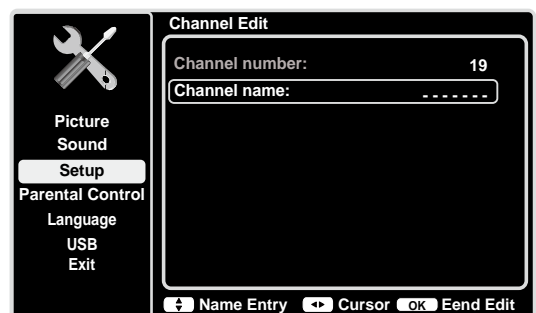 Channel Edit
Channel number: 19
Channel name: _ _ _ _ _ _ _
Picture
Sound
Setup
Parental Control
Language
USB
Exit
Name Entry Cursor OK Eend Edit